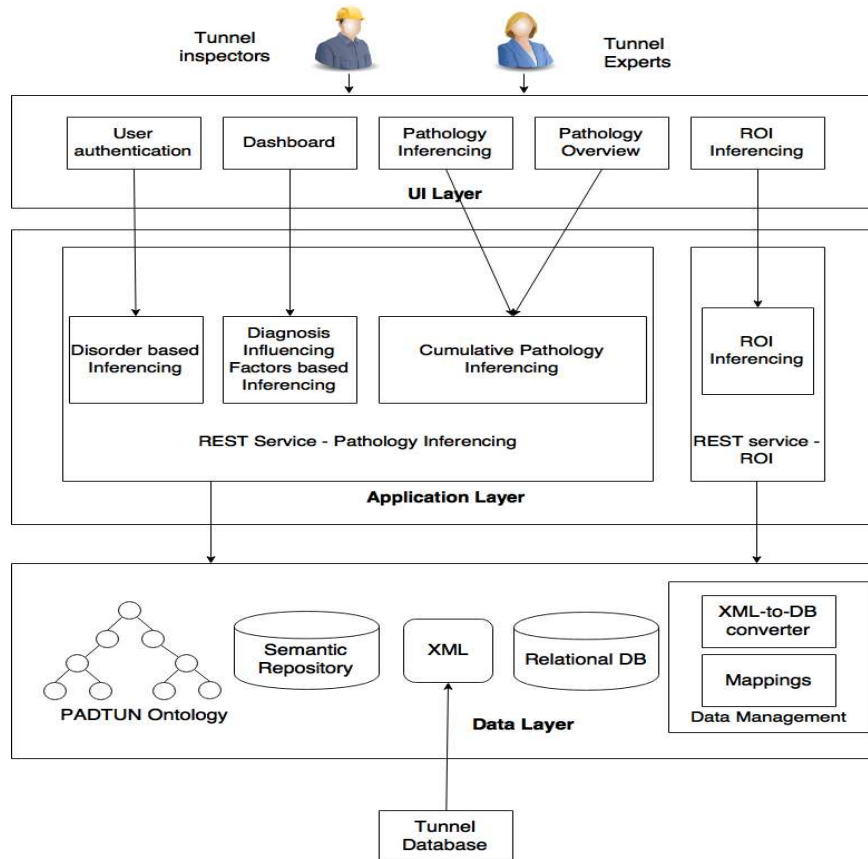 Tunnel
inspectors
Tunnel
Experts
User
authentication
Dashboard
Pathology
Inferencing
Pathology
Overview
ROI
Inferencing
UI Layer
Disorder based
Inferencing
Diagnosis
Influencing
Factors based
Inferencing
Cumulative Pathology
Inferencing
ROI
Inferencing
REST Service - Pathology Inferencing
REST service -
ROI
Application Layer
PADTUN Ontology
Semantic
Repository
XML
Relational DB
XML-to-DB
converter
Mappings
Data Management
Data Layer
Tunnel
Database